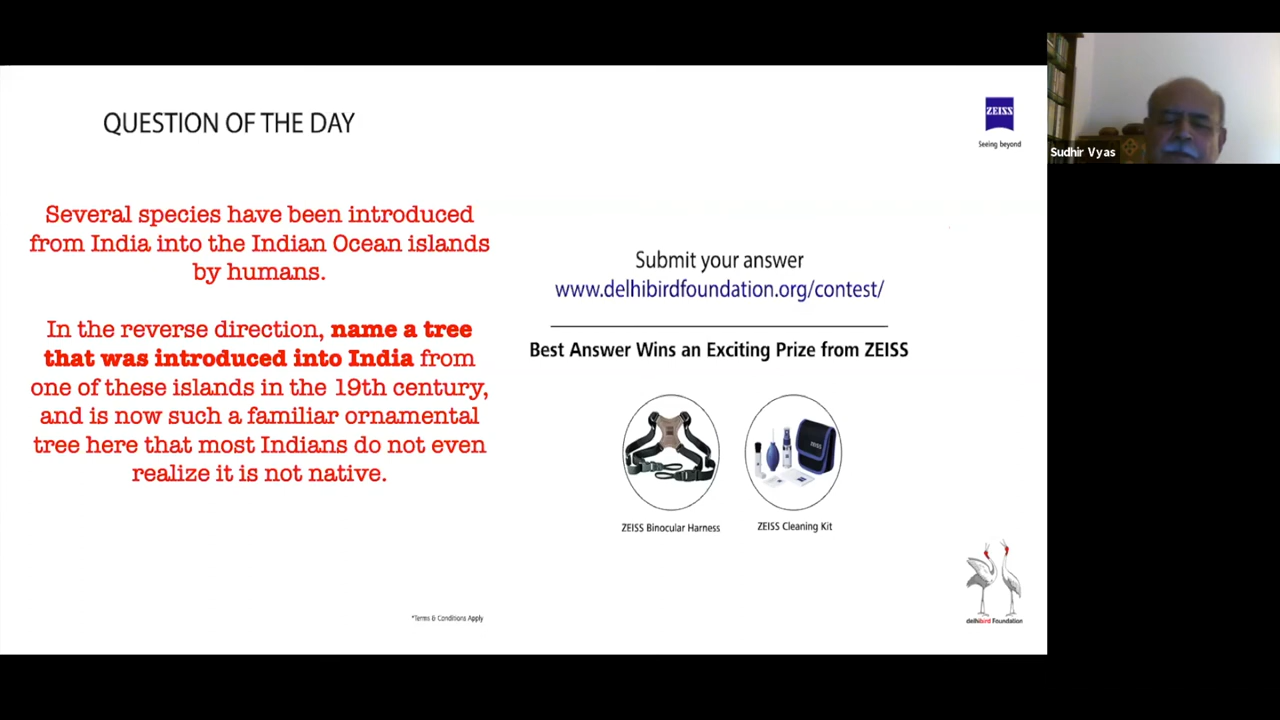 QUESTION OF THE DAY
ZEISS
Seeing beyond
Sudhir Vyas
Several species have been introduced
from India into the Indian Ocean islands
by humans.
In the reverse direction, name a tree
that was introduced into India from
one of these islands in the 19th century,
and is now such a familiar ornamental
tree here that most Indians do not even
realize it is not native.
Submit your answer
www.delhibirdfoundation.org/contest/
Best Answer Wins an Exciting Prize from ZEISS
ZEISS
ZEISS Binocular Harness
ZEISS Cleaning Kit
*Terms & Conditions Apply
delhibird Foundation